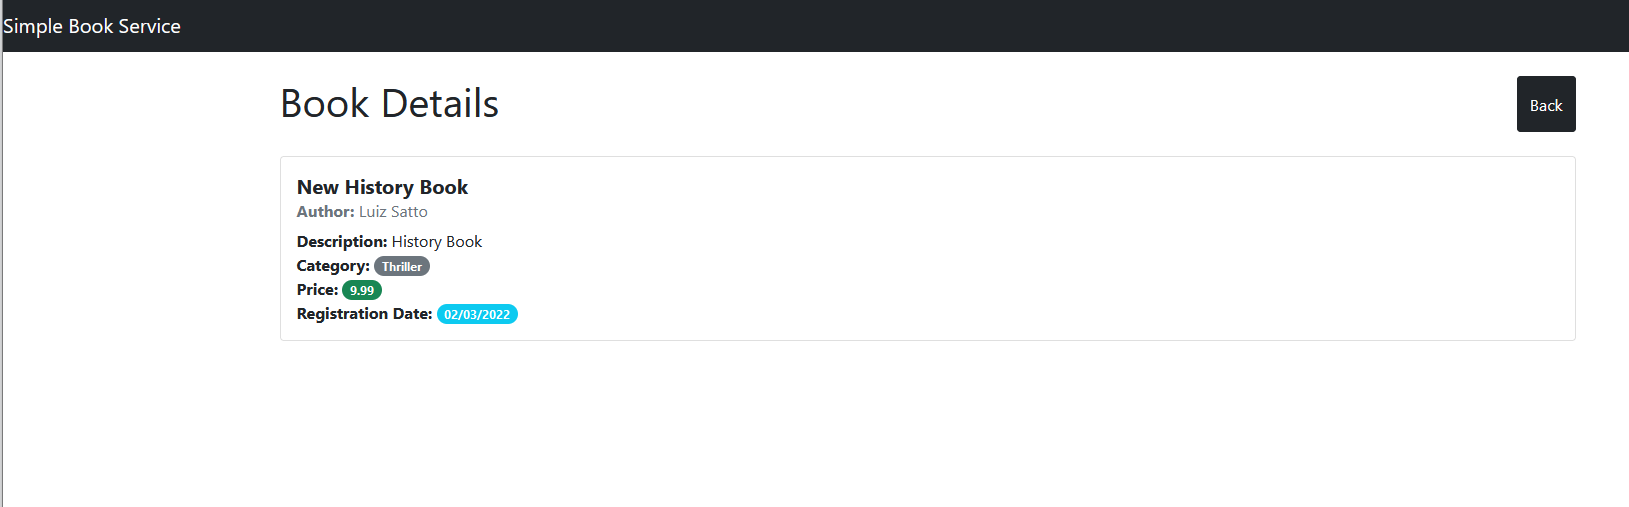 Simple Book Service
Book Details
Back
New History Book
Author: Luiz Satto
Description: History Book
Category: Thriller
Price: 9.99
Registration Date: 02/03/2022